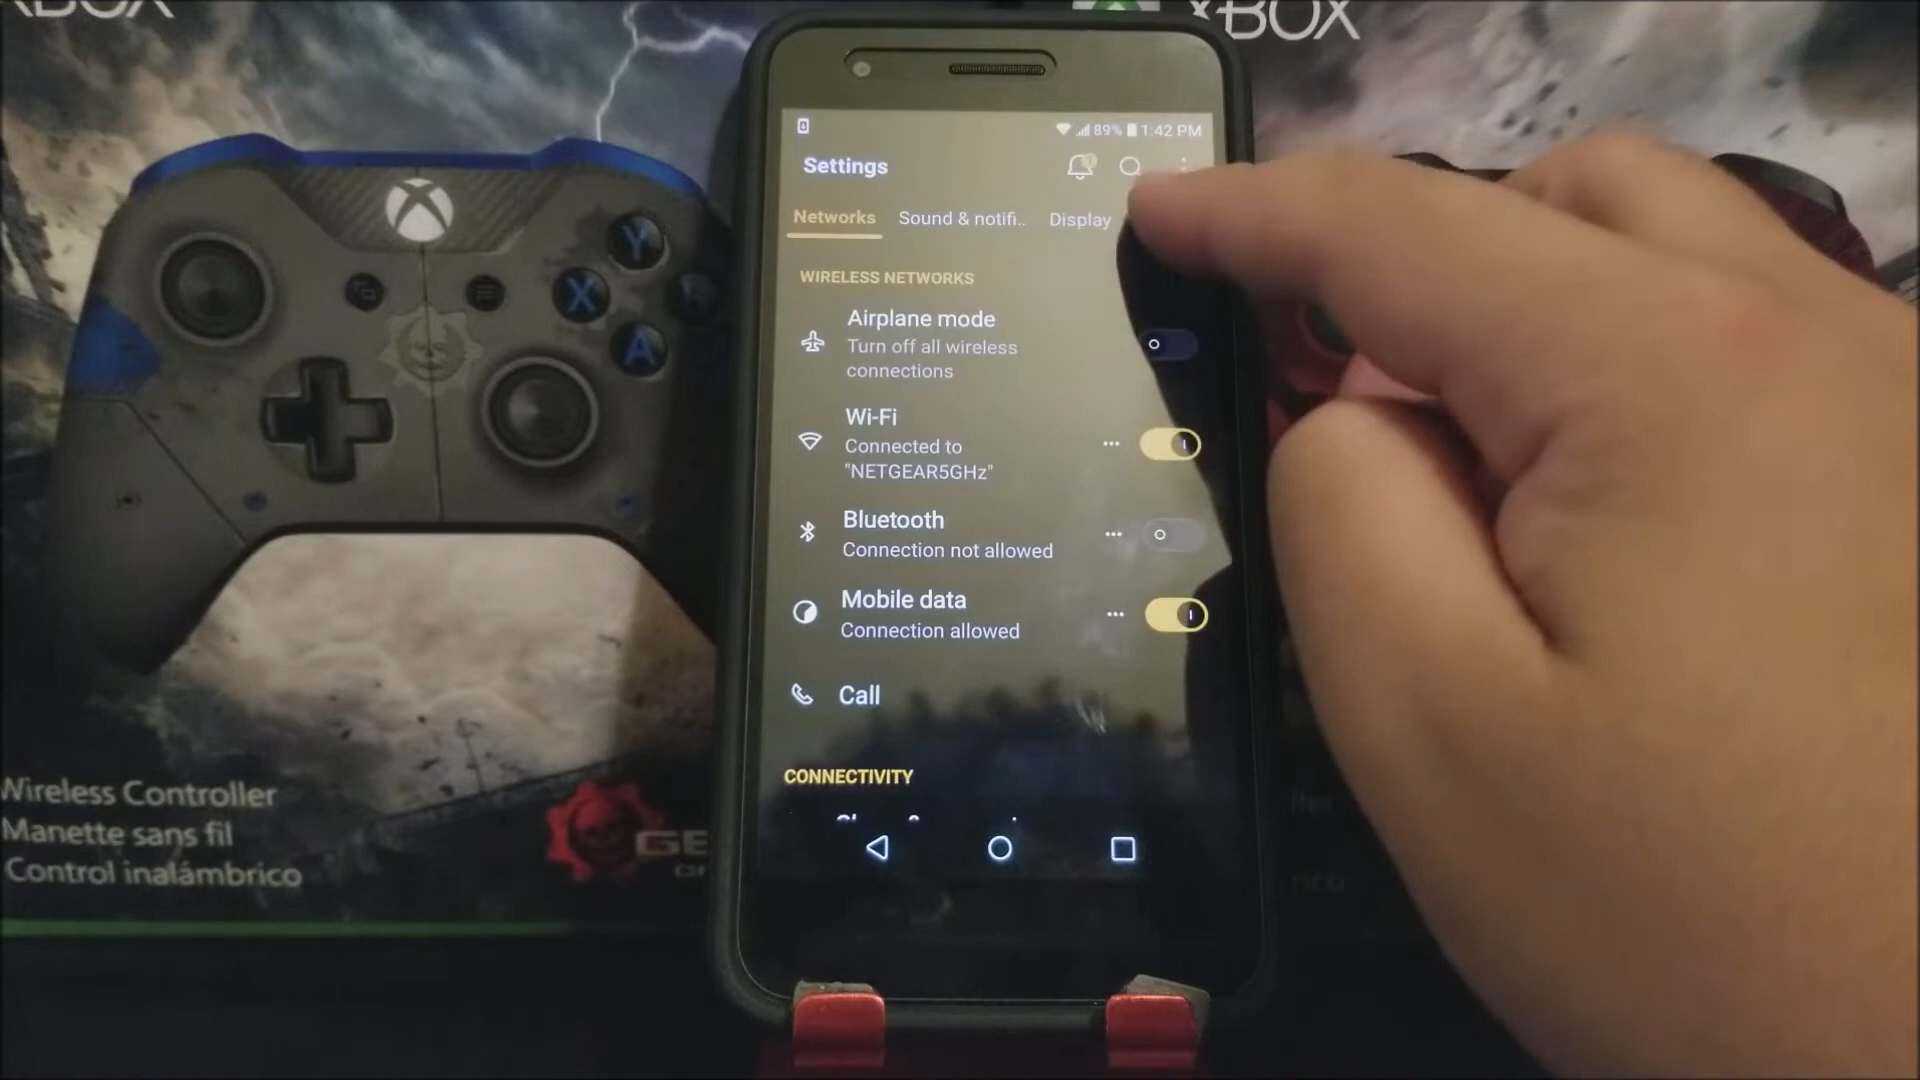 XBOX
XBOX
89% 1:42 PM
Settings
Networks Sound & notifi.. Display
WIRELESS NETWORKS
Airplane mode
Turn off all wireless
connections
Wi-Fi
Connected to
"NETGEAR5GHz"
Bluetooth
Connection not allowed
Mobile data
Connection allowed
Call
CONNECTIVITY
Y
X
B
A
Wireless Controller
Manette sans fil
Control inalámbrico